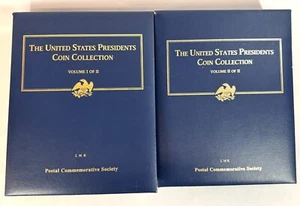 THE UNITED STATES PRESIDENTS
COIN COLLECTION
VOLUME I OF II
L M R
Postal Commemorative Society
THE UNITED STATES PRESIDENTS
COIN COLLECTION
VOLUME II OF II
L M R
Postal Commemorative Society